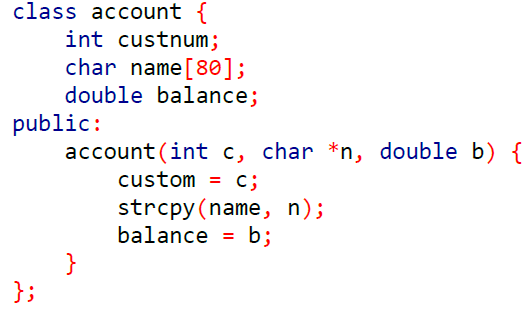 class account {
    int custnum;
    char name[80];
    double balance;
public:
    account(int c, char *n, double b) {
        custom = c;
        strcpy(name, n);
        balance = b;
    }
};